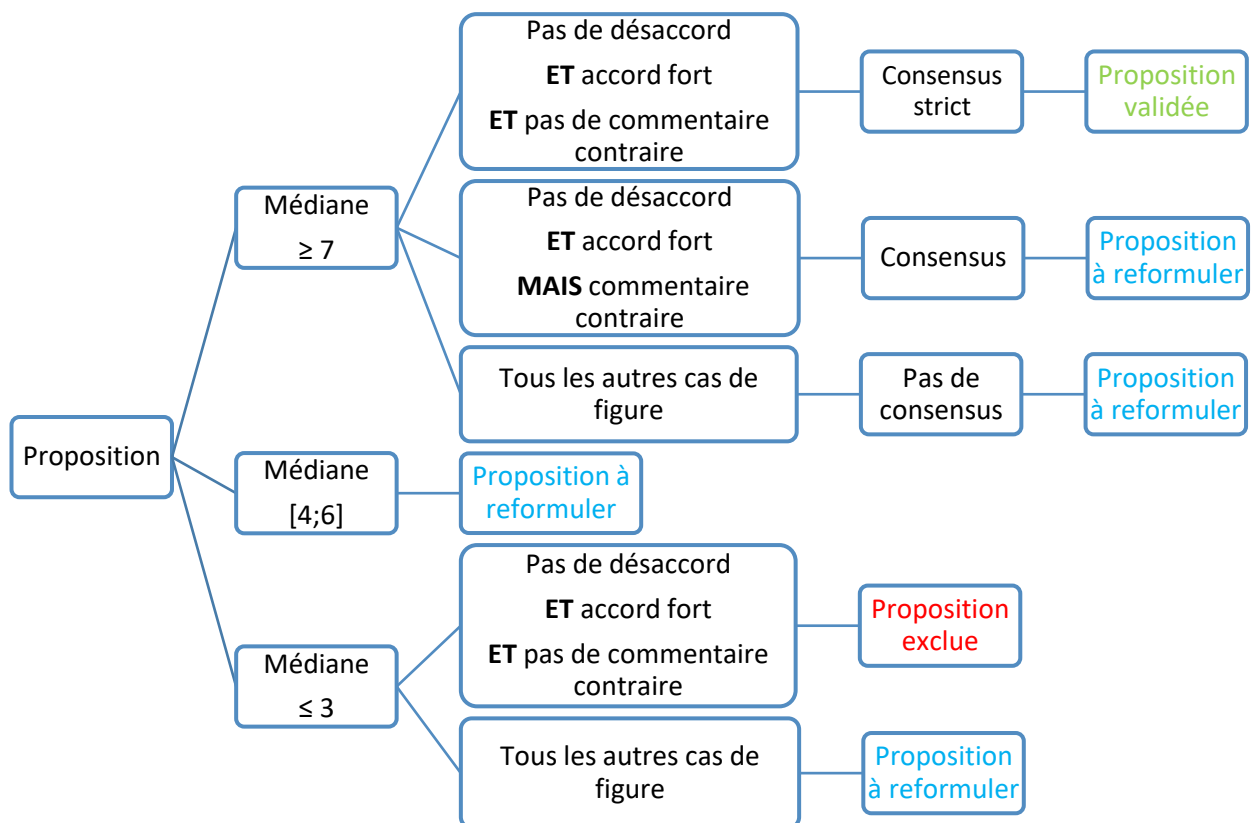 Proposition
Médiane
≥ 7
Pas de désaccord
ET accord fort
ET pas de commentaire
contraire
Consensus
strict
Proposition
validée
Pas de désaccord
ET accord fort
MAIS commentaire
contraire
Consensus
Proposition
à reformuler
Tous les autres cas de
figure
Pas de
consensus
Proposition
à reformuler
Médiane
[4;6]
Proposition à
reformuler
Médiane
≤ 3
Pas de désaccord
ET accord fort
ET pas de commentaire
contraire
Proposition
exclue
Tous les autres cas de
figure
Proposition
à reformuler